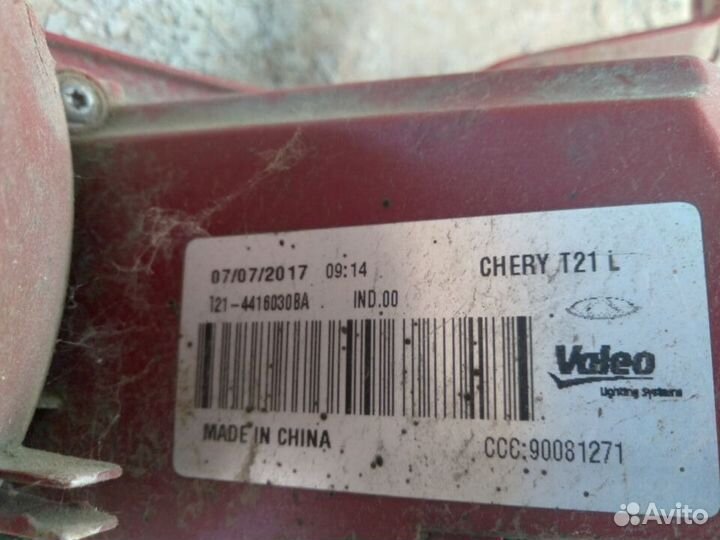 07/07/2017 09:14 CHERY T21 L
T21-4416030BA IND.00
Valeo
Lighting Systems
MADE IN CHINA CCC:90081271
Avito